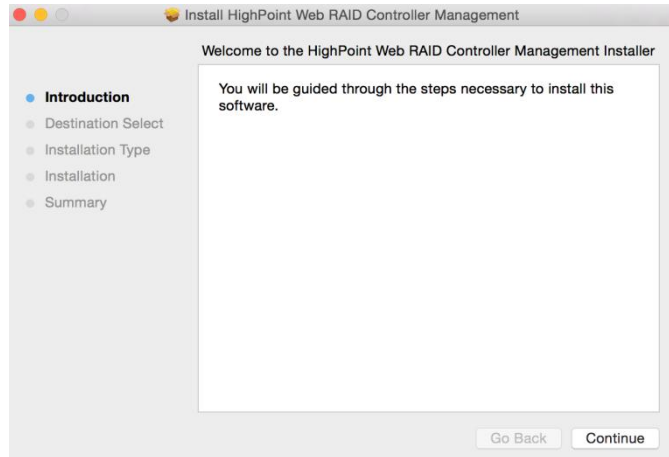 Install HighPoint Web RAID Controller Management
Welcome to the HighPoint Web RAID Controller Management Installer
Introduction
Destination Select
Installation Type
Installation
Summary
You will be guided through the steps necessary to install this
software.
Go Back
Continue